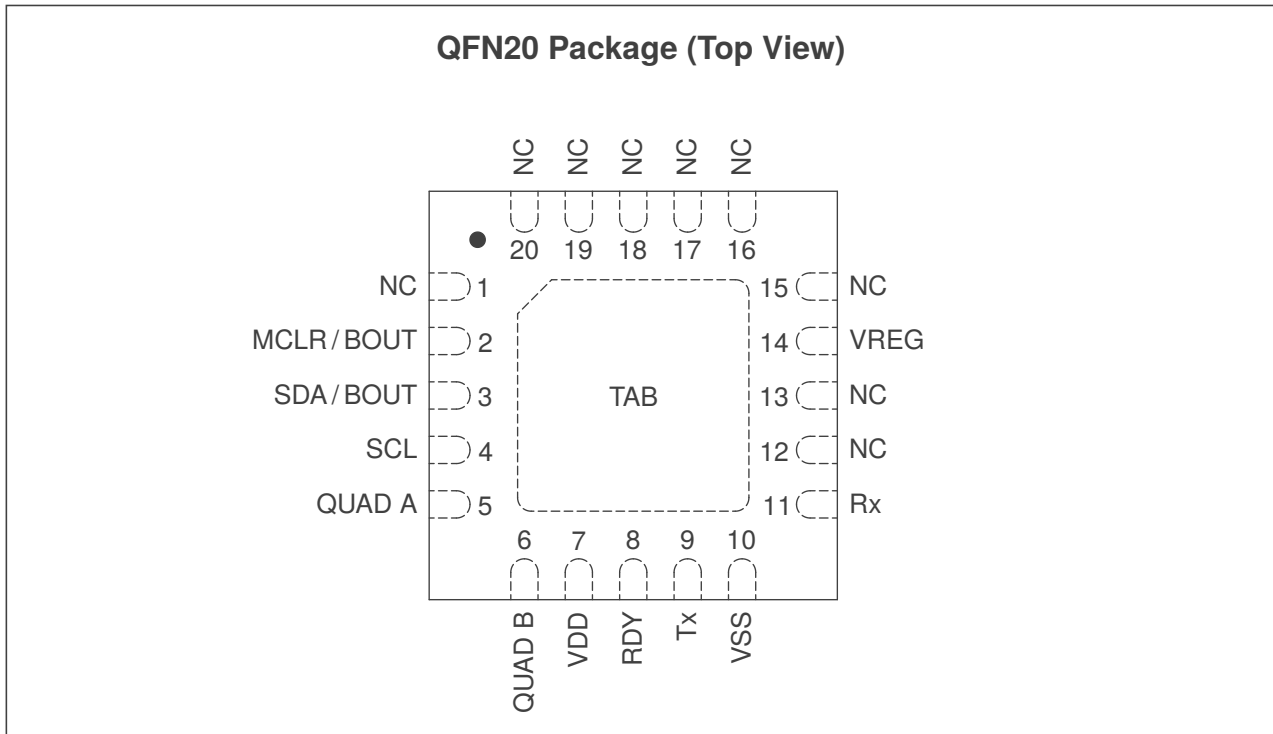 QFN20 Package (Top View)
NC NC NC NC NC
20 19 18 17 16
NC 1 15 NC
MCLR/BOUT 2 14 VREG
SDA/BOUT 3 TAB 13 NC
SCL 4 12 NC
QUAD A 5 11 Rx
6 7 8 9 10
QUAD B VDD RDY Tx VSS